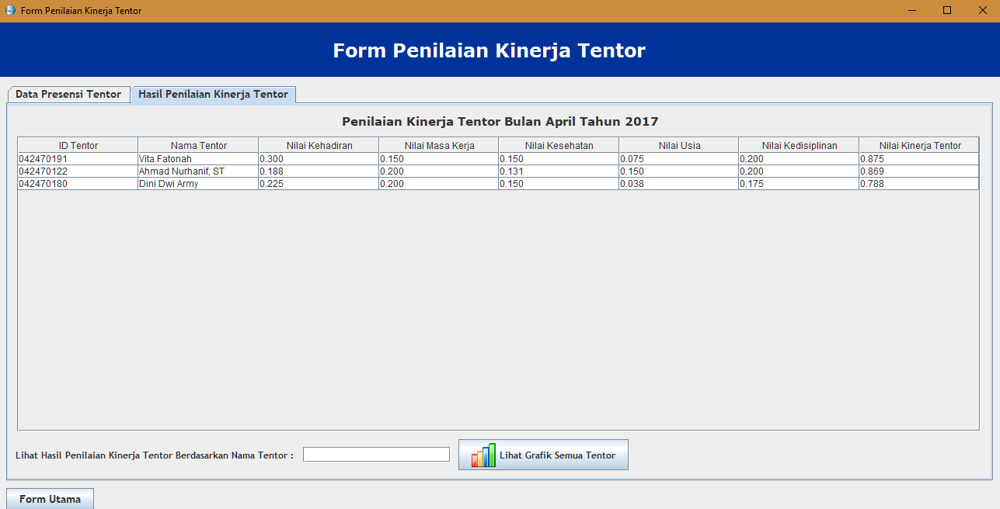 Form Penilaian Kinerja Tentor
Form Penilaian Kinerja Tentor
Data Presensi Tentor Hasil Penilaian Kinerja Tentor
Penilaian Kinerja Tentor Bulan April Tahun 2017
ID Tentor Nama Tentor Nilai Kehadiran Nilai Masa Kerja Nilai Kesehatan Nilai Usia Nilai Kedisiplinan Nilai Kinerja Tentor
042470191 Vita Fatonah 0.300 0.150 0.150 0.075 0.200 0.875
042470122 Ahmad Nurhanif, ST 0.188 0.200 0.131 0.150 0.200 0.869
042470180 Dini Dwi Army 0.225 0.200 0.150 0.038 0.175 0.788
Lihat Hasil Penilaian Kinerja Tentor Berdasarkan Nama Tentor : Lihat Grafik Semua Tentor
Form Utama